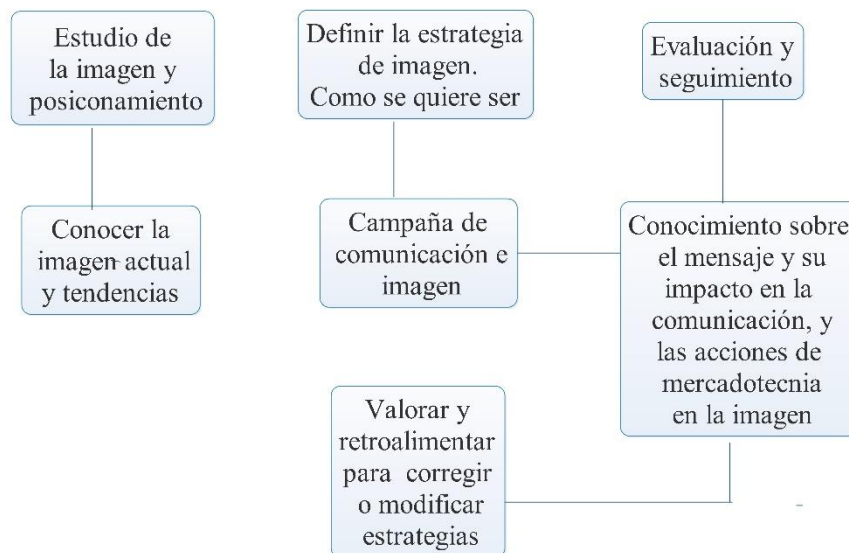 Estudio de
la imagen y
posiconamiento
Definir la estrategia
de imagen.
Como se quiere ser
Evaluación y
seguimiento
Conocer la
imagen actual
y tendencias
Campaña de
comunicación e
imagen
Conocimiento sobre
el mensaje y su
impacto en la
comunicación, y
las acciones de
mercadotecnia
en la imagen
Valorar y
retroalimentar
para corregir
o modificar
estrategias